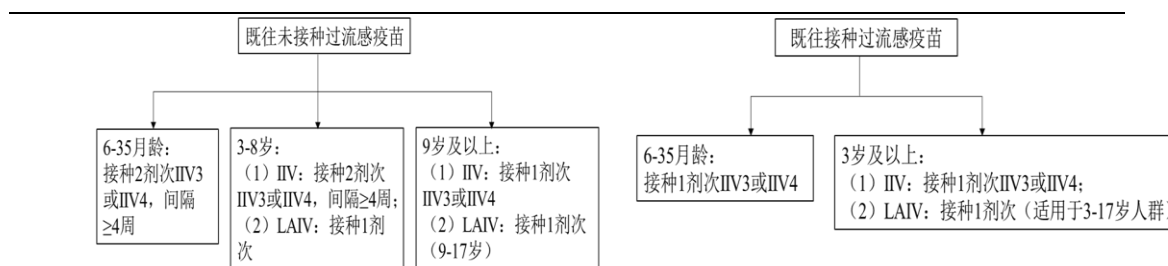 既往未接种过流感疫苗
6-35月龄：
接种2剂次IIV3
或IIV4，间隔
≥4周
3-8岁：
（1）IIV：接种2剂次
IIV3或IIV4，间隔≥4周；
（2）LAIV：接种1剂
次
9岁及以上：
（1）IIV：接种1剂次
IIV3或IIV4
（2）LAIV：接种1剂次
（9-17岁）
既往接种过流感疫苗
6-35月龄：
接种1剂次IIV3或IIV4
3岁及以上：
（1）IIV：接种1剂次IIV3或IIV4；
（2）LAIV：接种1剂次（适用于3-17岁人群）